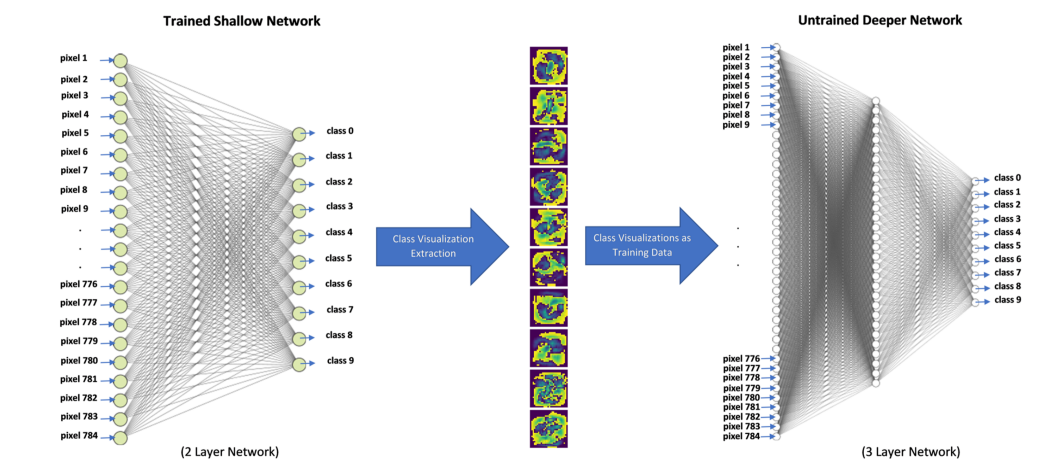 Trained Shallow Network
pixel 1
pixel 2
pixel 3
pixel 4
pixel 5
pixel 6
pixel 7
pixel 8
pixel 9
.
.
.
pixel 776
pixel 777
pixel 778
pixel 779
pixel 780
pixel 781
pixel 782
pixel 783
pixel 784
class 0
class 1
class 2
class 3
class 4
class 5
class 6
class 7
class 8
class 9
(2 Layer Network)
Class Visualization
Extraction
Class Visualizations as
Training Data
Untrained Deeper Network
pixel 1
pixel 2
pixel 3
pixel 4
pixel 5
pixel 6
pixel 7
pixel 8
pixel 9
.
.
.
pixel 776
pixel 777
pixel 778
pixel 779
pixel 780
pixel 781
pixel 782
pixel 783
pixel 784
class 0
class 1
class 2
class 3
class 4
class 5
class 6
class 7
class 8
class 9
(3 Layer Network)